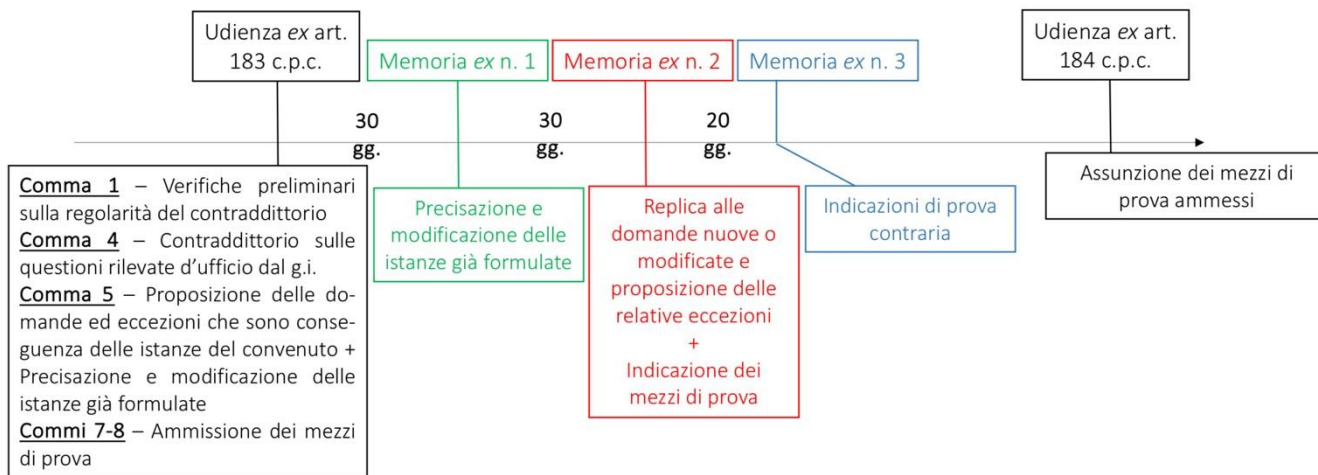 Udienza ex art.
183 c.p.c.
Memoria ex n. 1
Memoria ex n. 2
Memoria ex n. 3
Udienza ex art.
184 c.p.c.
30
gg.
30
gg.
20
gg.
Comma 1 – Verifiche preliminari
sulla regolarità del contraddittorio
Comma 4 – Contraddittorio sulle
questioni rilevate d’ufficio dal g.i.
Comma 5 – Proposizione delle do-
mande ed eccezioni che sono conse-
guenza delle istanze del convenuto +
Precisazione e modificazione delle
istanze già formulate
Commi 7-8 – Ammissione dei mezzi
di prova
Precisazione e
modificazione delle
istanze già formulate
Replica alle
domande nuove o
modificate e
proposizione delle
relative eccezioni
+
Indicazione dei
mezzi di prova
Indicazioni di prova
contraria
Assunzione dei mezzi di
prova ammessi